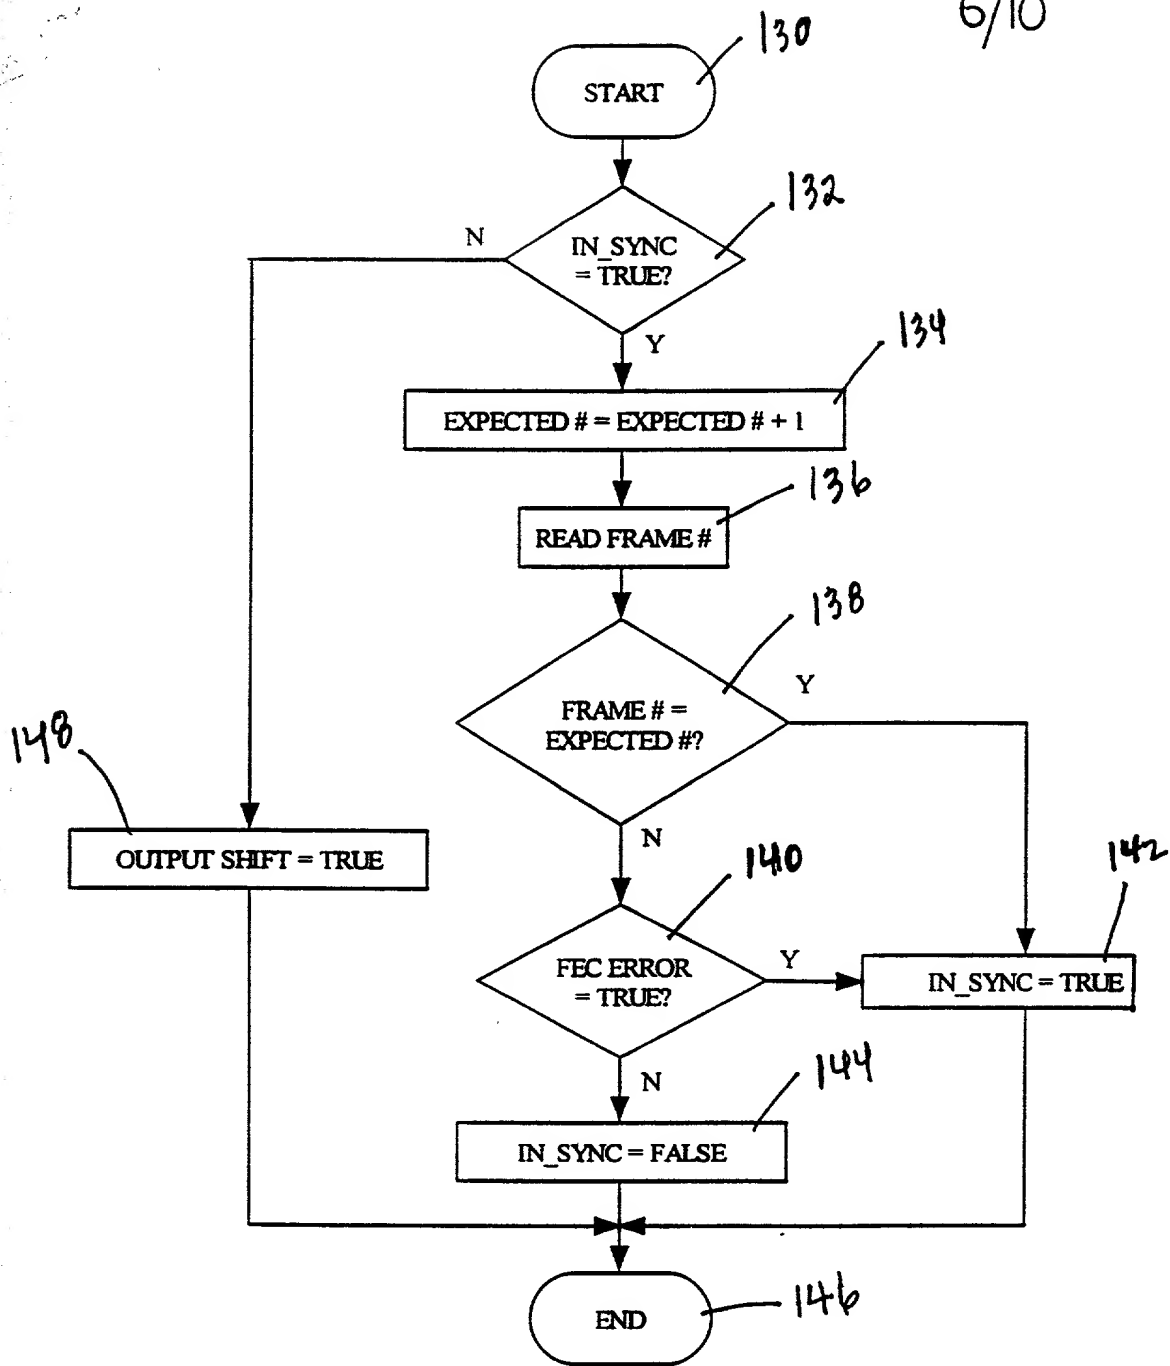 6/10
130
START
132
N
IN_SYNC
= TRUE?
Y
134
EXPECTED # = EXPECTED # + 1
136
READ FRAME #
138
Y
FRAME # =
EXPECTED #?
148
N
OUTPUT SHIFT = TRUE
140
142
FEC ERROR
= TRUE?
Y
IN_SYNC = TRUE
N
144
IN_SYNC = FALSE
END
146